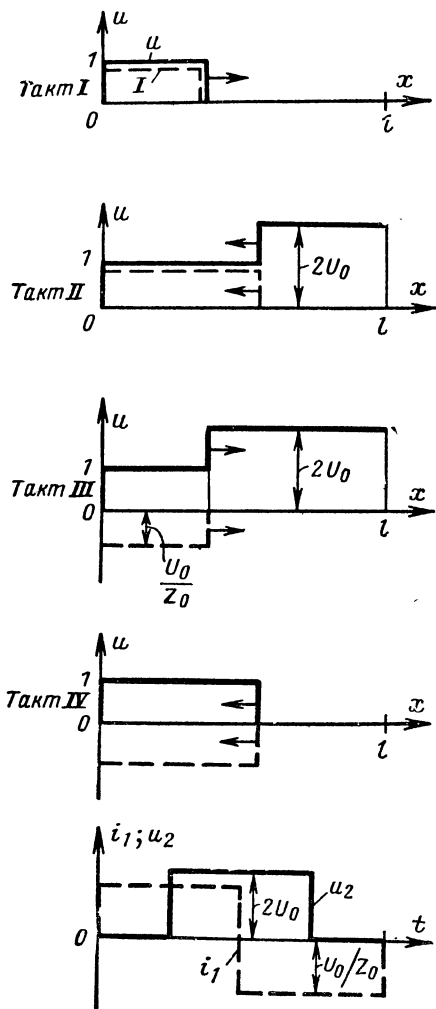 u
1
u
I
Такт I
x
0
l
u
1
2U₀
Такт II
x
0
l
u
1
2U₀
Такт III
x
0
l
U₀
Z₀
u
1
Такт IV
x
0
l
i₁; u₂
2U₀
u₂
t
0
i₁
U₀/Z₀